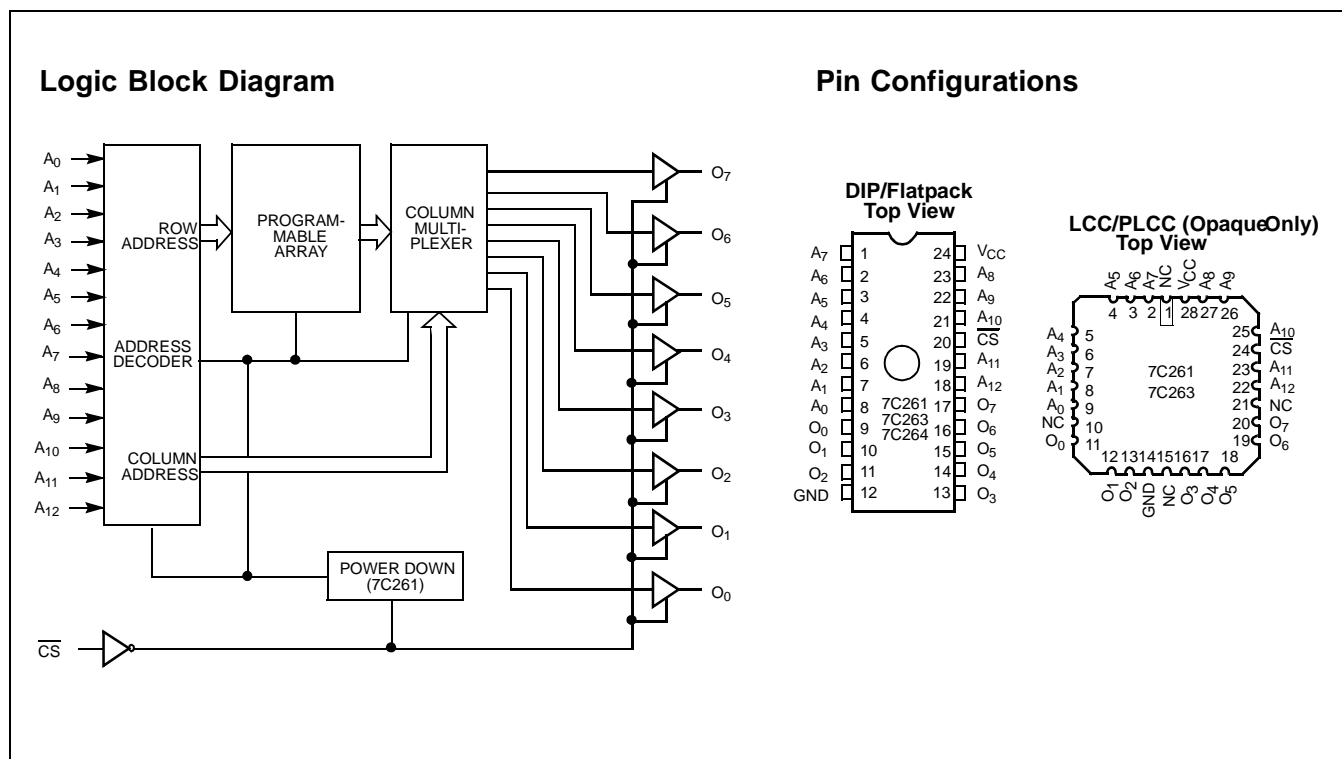 Logic Block Diagram
A0
A1
A2
A3
A4
A5
A6
A7
A8
A9
A10
A11
A12
ROW
ADDRESS
ADDRESS
DECODER
COLUMN
ADDRESS
PROGRAM-
MABLE
ARRAY
COLUMN
MULTI-
PLEXER
POWER DOWN
(7C261)
CS
O7
O6
O5
O4
O3
O2
O1
O0
Pin Configurations
DIP/Flatpack
Top View
A7 1 24 VCC
A6 2 23 A8
A5 3 22 A9
A4 4 21 A10
A3 5 20 CS
A2 6 19 A11
A1 7 18 A12
A0 8 7C261 17 O7
O0 9 7C263 16 O6
7C264
O1 10 15 O5
O2 11 14 O4
GND 12 13 O3
LCC/PLCC (OpaqueOnly)
Top View
A5 A6 A7 NC VCC A8 A9
4 3 2 1 28 27 26
A4 5 25 A10
A3 6 24 CS
A2 7 7C261 23 A11
A1 8 7C263 22 A12
A0 9 21 NC
NC 10 20 O7
O0 11 19 O6
12 13 14 15 16 17 18
O1 O2 GND NC O3 O4 O5